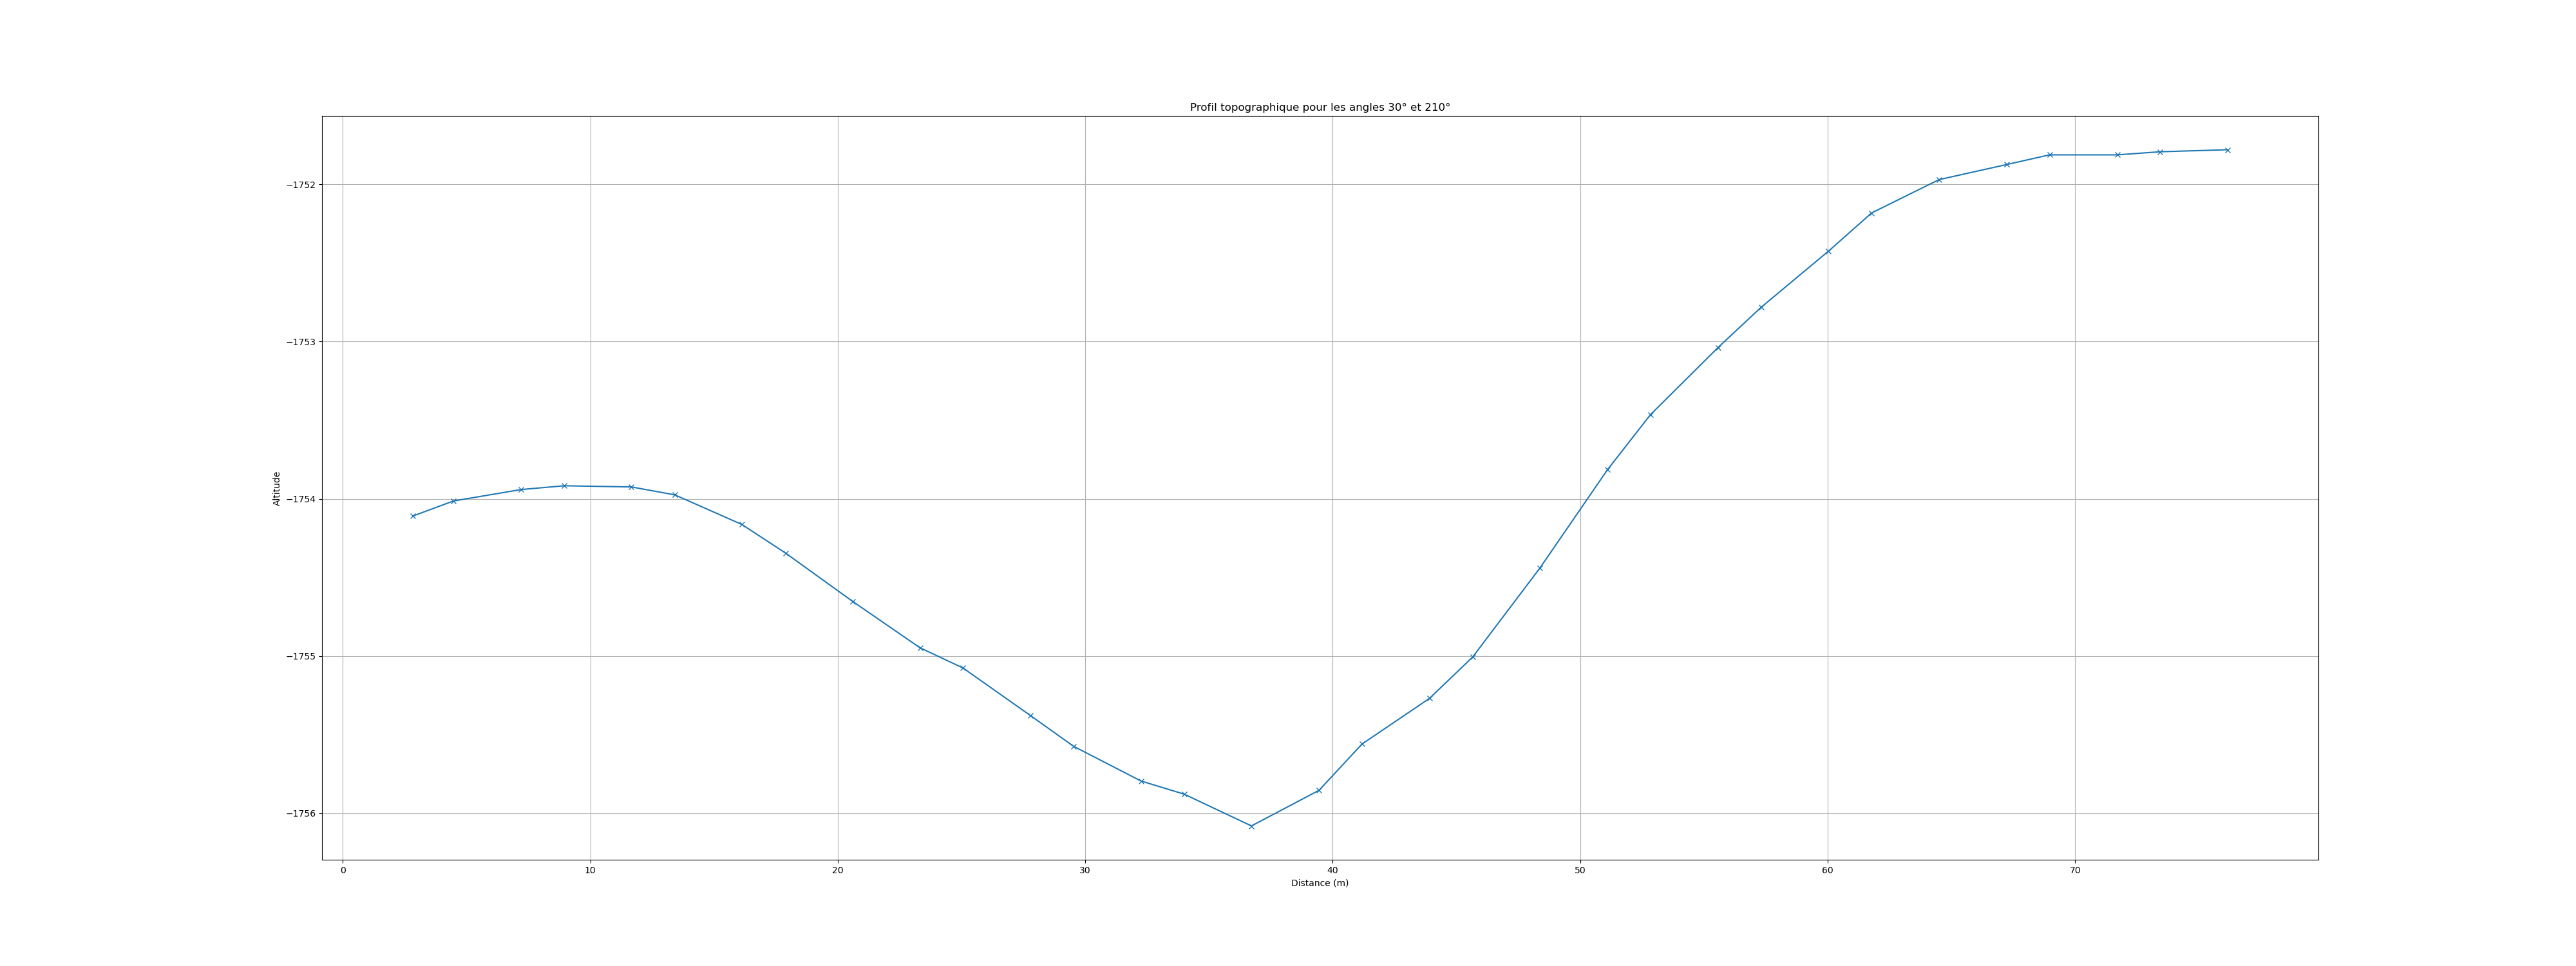 Profil topographique pour les angles 30° et 210°
Altitude
−1752
−1753
−1754
−1755
−1756
0 10 20 30 40 50 60 70
Distance (m)